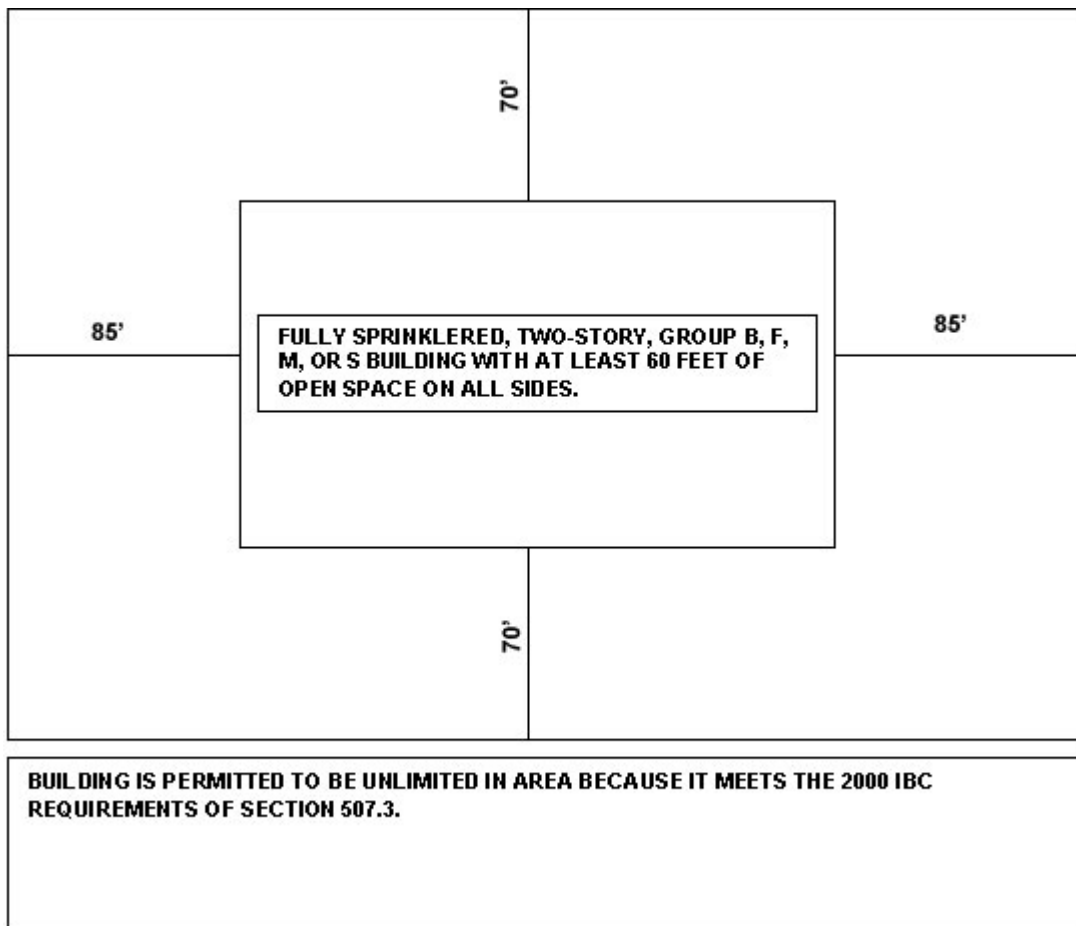 70'
85'
85'
FULLY SPRINKLERED, TWO-STORY, GROUP B, F,
M, OR S BUILDING WITH AT LEAST 60 FEET OF
OPEN SPACE ON ALL SIDES.
70'
BUILDING IS PERMITTED TO BE UNLIMITED IN AREA BECAUSE IT MEETS THE 2000 IBC
REQUIREMENTS OF SECTION 507.3.